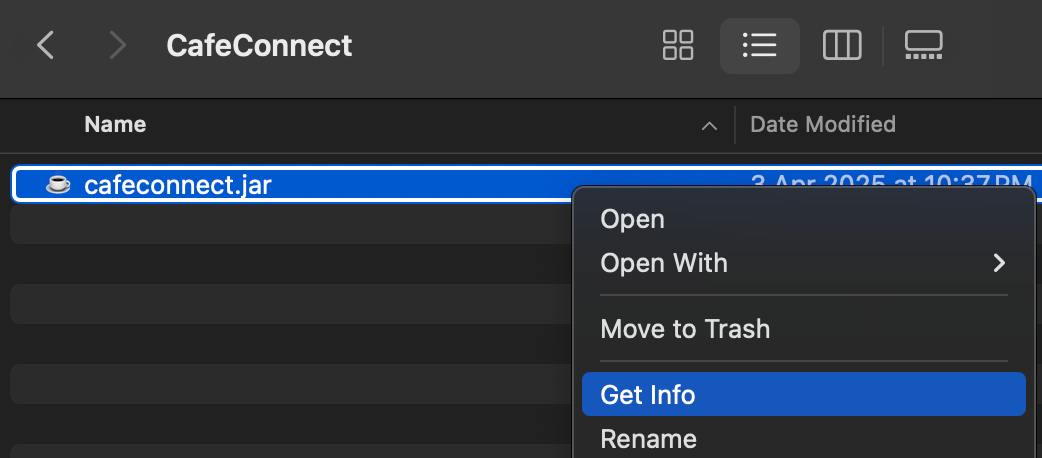 CafeConnect
Name Date Modified
cafeconnect.jar 3 Apr 2025 at 10:37 PM
Open
Open With
Move to Trash
Get Info
Rename